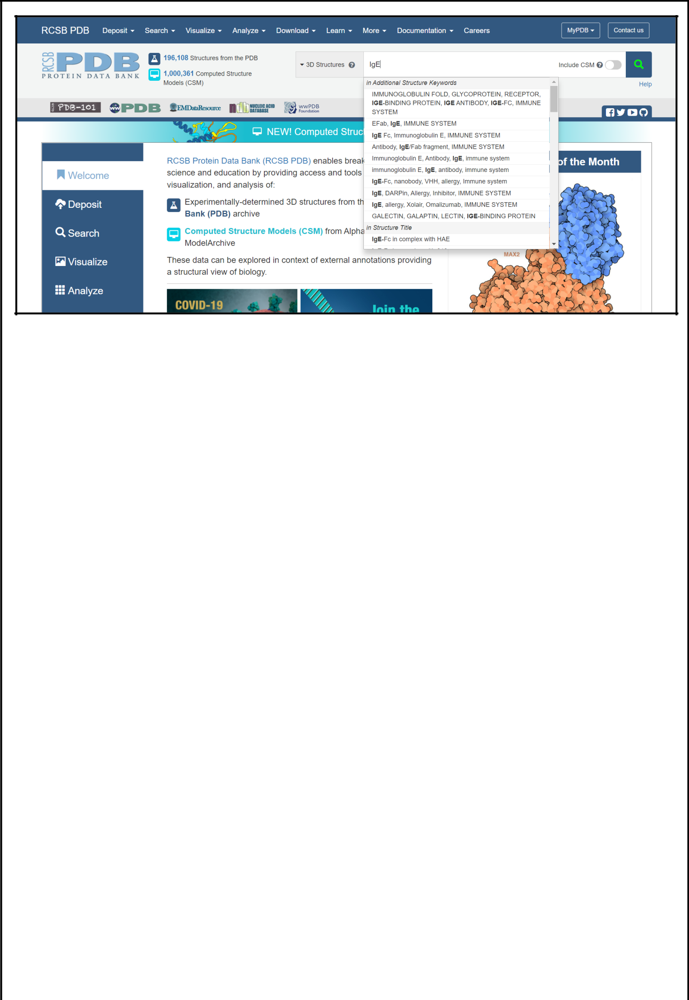 RCSB PDB Deposit Search Visualize Analyze Download Learn More Documentation Careers MyPDB Contact us
RCSB PDB
PROTEIN DATA BANK
196,108 Structures from the PDB
1,000,361 Computed Structure
Models (CSM)
3D Structures IgE Include CSM
Help
in Additional Structure Keywords
IMMUNOGLOBULIN FOLD, GLYCOPROTEIN, RECEPTOR,
IGE-BINDING PROTEIN, IGE ANTIBODY, IGE-FC, IMMUNE
SYSTEM
EFab, IgE, IMMUNE SYSTEM
IgE Fc, Immunoglobulin E, IMMUNE SYSTEM
Antibody, IgE/Fab fragment, IMMUNE SYSTEM
Immunoglobulin E, Antibody, IgE, immune system
immunoglobulin E, IgE, antibody, immune system
IgE-Fc, nanobody, VHH, allergy, Immune system
IgE, DARPin, Allergy, Inhibitor, IMMUNE SYSTEM
IgE, allergy, Xolair, Omalizumab, IMMUNE SYSTEM
GALECTIN, GALAPTIN, LECTIN, IGE-BINDING PROTEIN
in Structure Title
IgE-Fc in complex with HAE
RCSB PDB-101 wwPDB EMDataResource ndb NUCLEIC ACID DATABASE wwPDB Foundation
NEW! Computed Struc
Welcome
Deposit
Search
Visualize
Analyze
RCSB Protein Data Bank (RCSB PDB) enables break
science and education by providing access and tools
visualization, and analysis of:
Experimentally-determined 3D structures from th
Bank (PDB) archive
Computed Structure Models (CSM) from Alpha
ModelArchive
These data can be explored in context of external annotations providing
a structural view of biology.
COVID-19
Join the
of the Month
MAX2